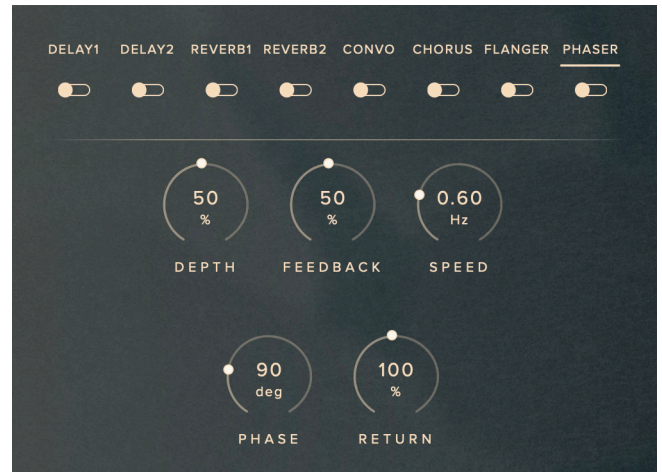 DELAY1 DELAY2 REVERB1 REVERB2 CONVO CHORUS FLANGER PHASER
50 50 0.60
% % Hz
DEPTH FEEDBACK SPEED
90 100
deg %
PHASE RETURN